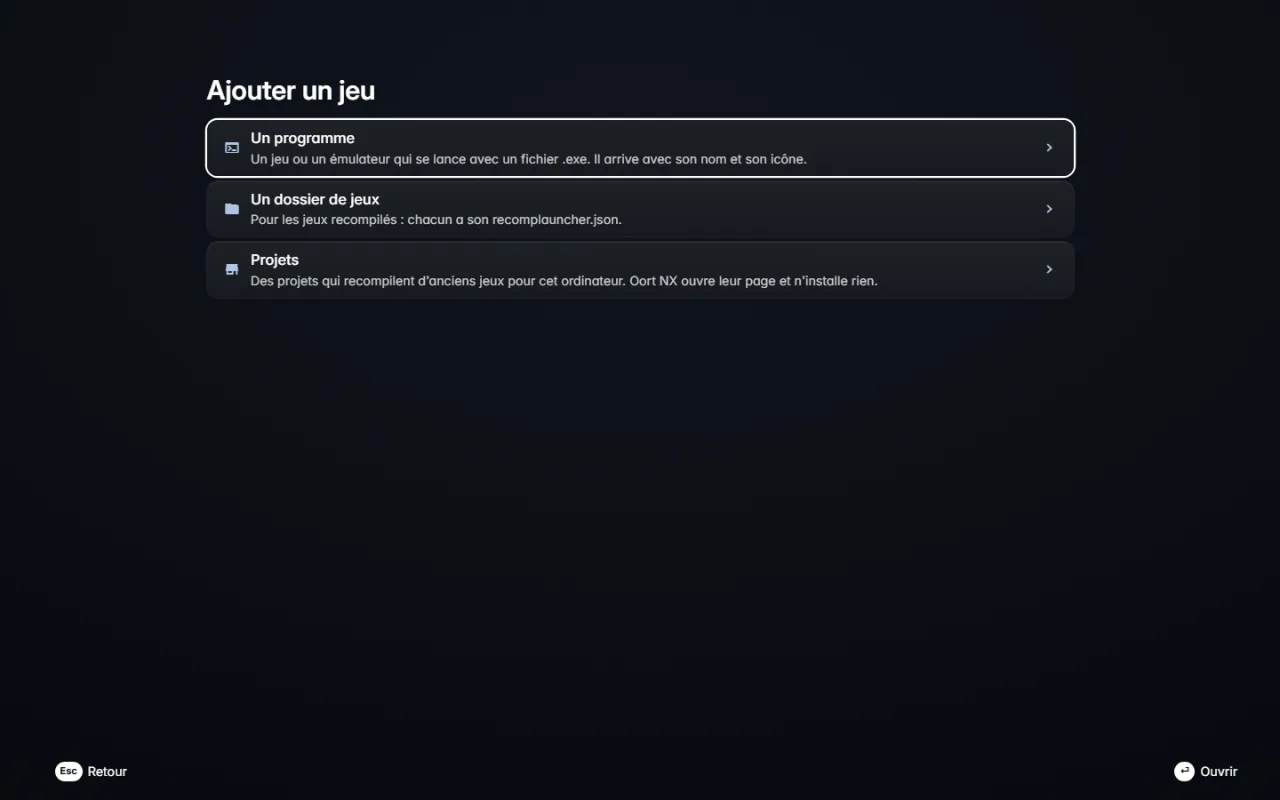 Ajouter un jeu
Un programme
Un jeu ou un émulateur qui se lance avec un fichier .exe. Il arrive avec son nom et son icône.
Un dossier de jeux
Pour les jeux recompilés : chacun a son recomplauncher.json.
Projets
Des projets qui recompilent d'anciens jeux pour cet ordinateur. Oort NX ouvre leur page et n'installe rien.
Esc Retour
Ouvrir